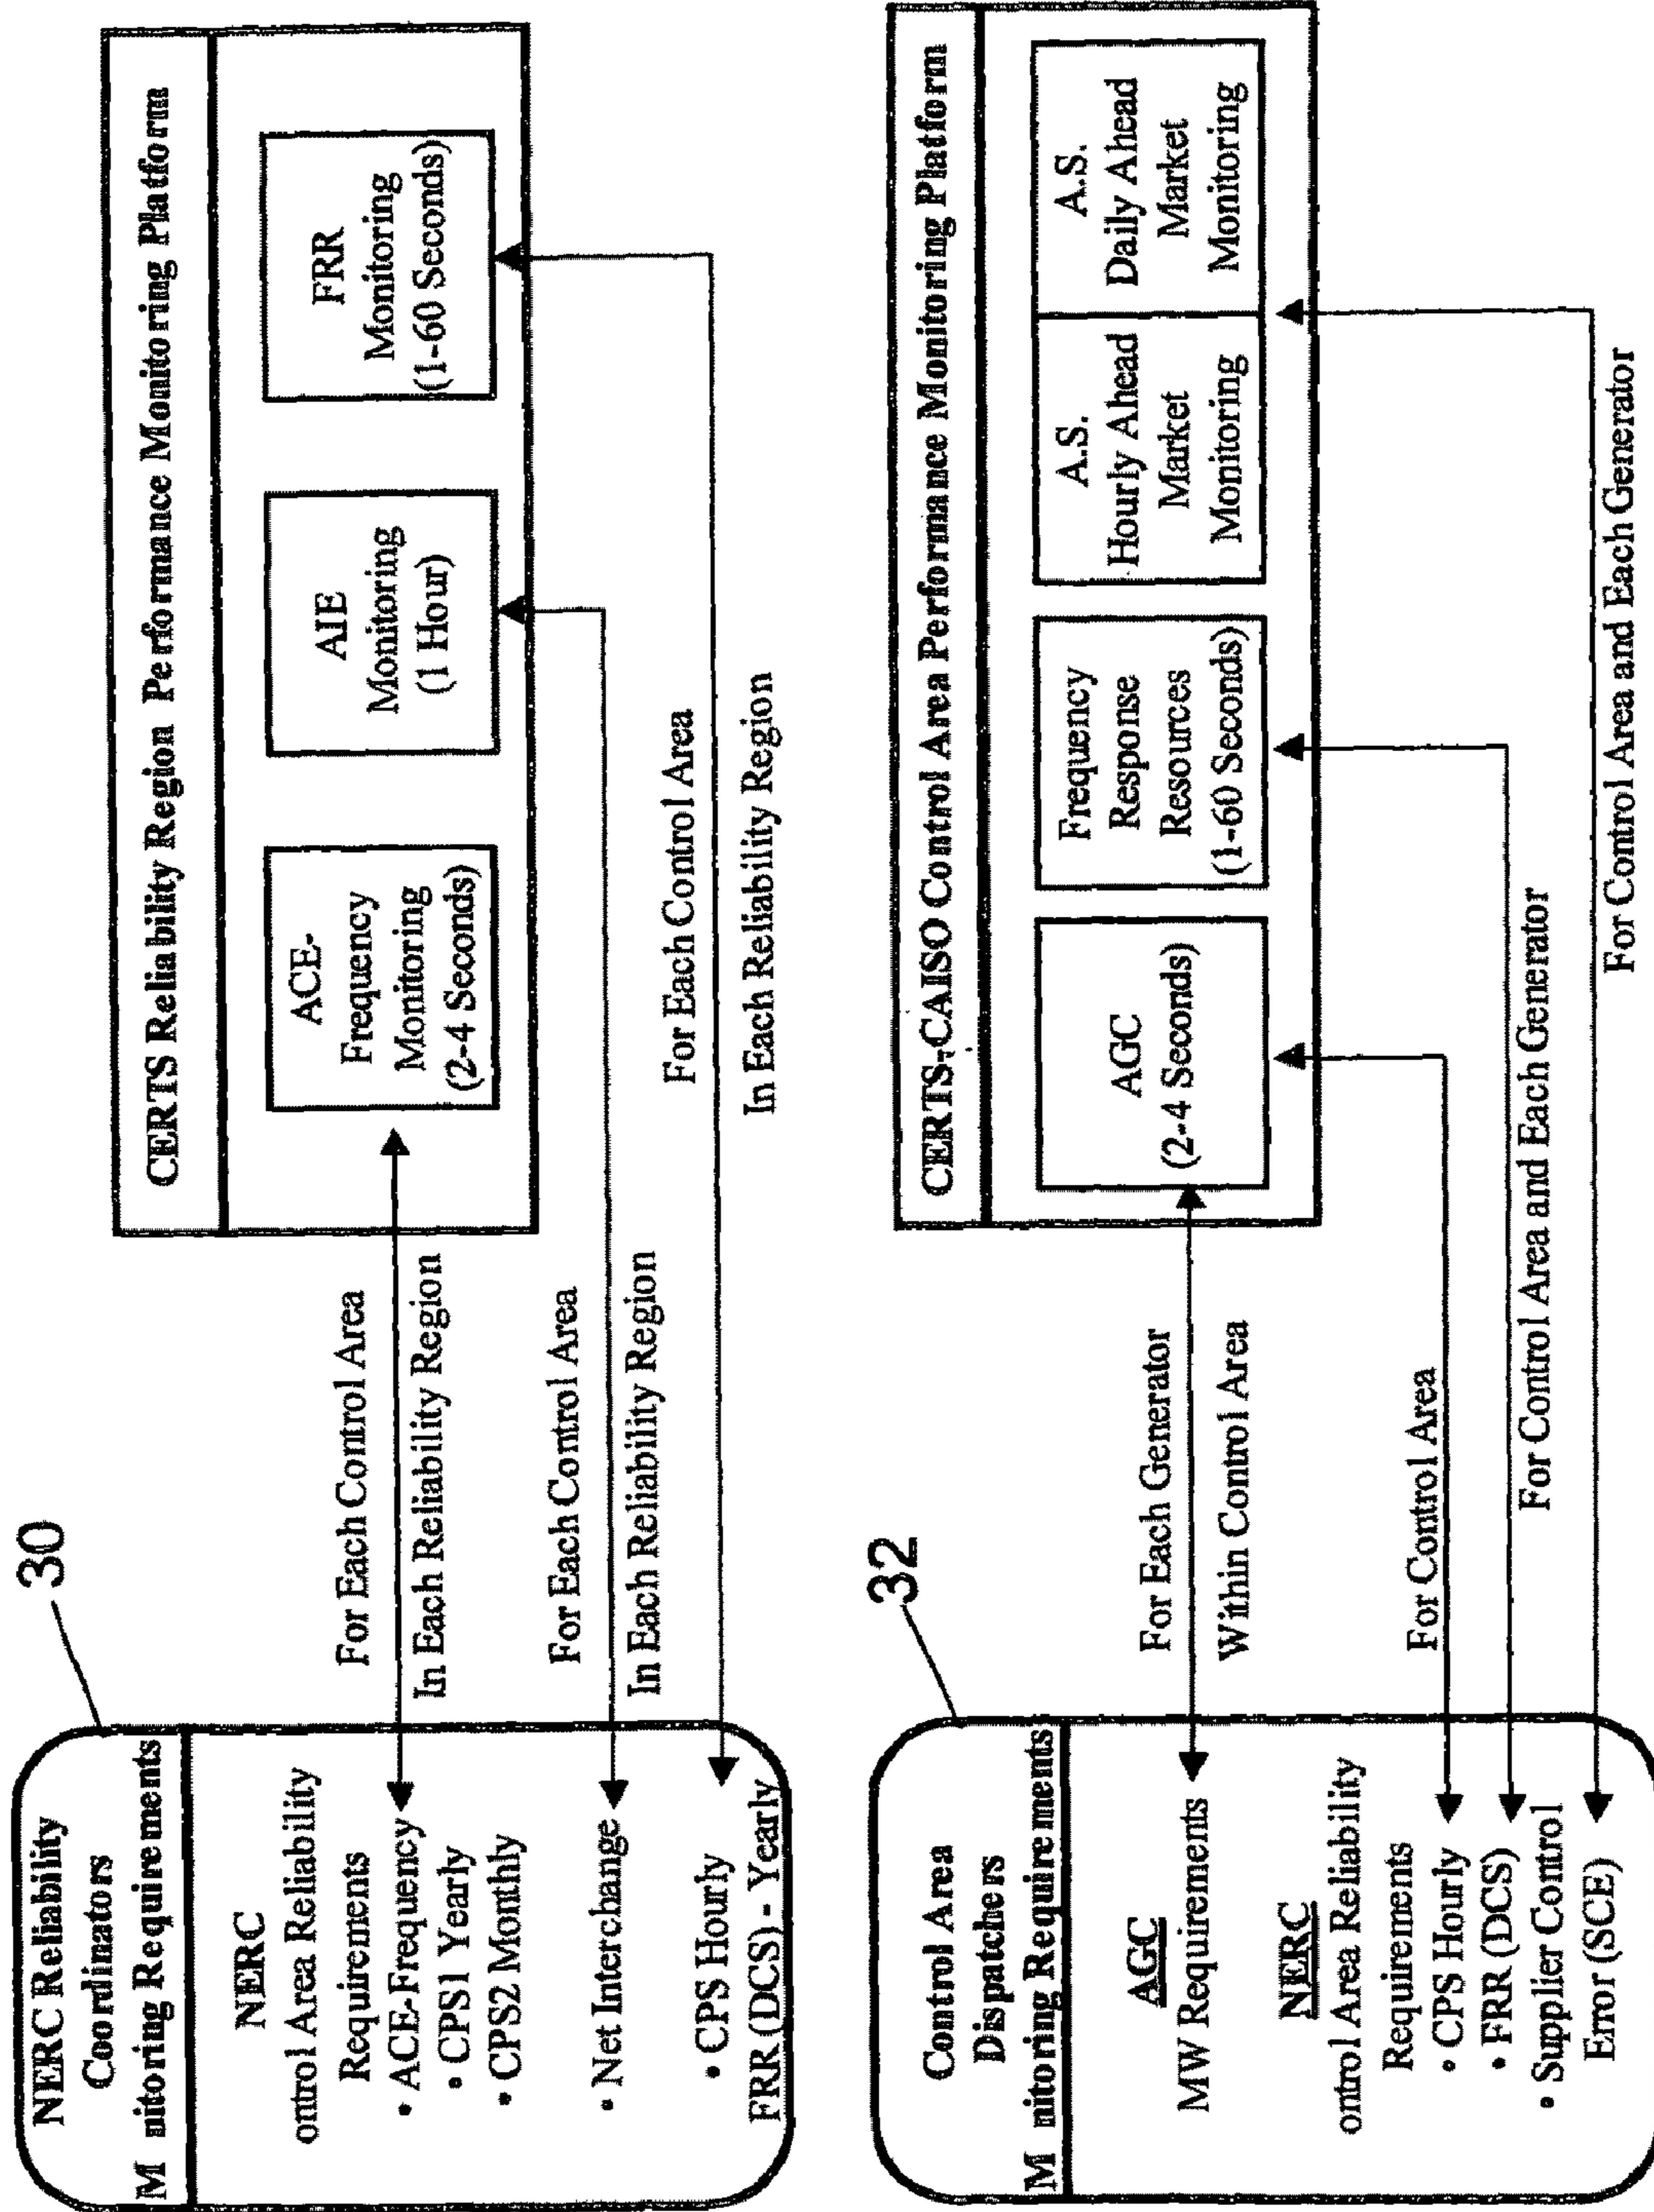 30
NERC Reliability
Coordinators
M nitoring Requirements
NERC
ontrol Area Reliability
Requirements
• ACE-Frequency
• CPS1 Yearly
• CPS2 Monthly
• Net Interchange
• CPS Hourly
FRR (DCS) - Yearly
For Each Control Area
In Each Reliability Region
For Each Control Area
In Each Reliability Region
For Each Control Area
In Each Reliability Region
CERTS Reliability Region Performance Monitoring Platform
ACE-
Frequency
Monitoring
(2-4 Seconds)
AIE
Monitoring
(1 Hour)
FRR
Monitoring
(1-60 Seconds)
32
Control Area
Dispatchers
M nitoring Requirements
AGC
MW Requirements
NERC
ontrol Area Reliability
Requirements
• CPS Hourly
• FRR (DCS)
• Supplier Control
Error (SCE)
For Each Generator
Within Control Area
For Control Area
For Control Area and Each Generator
For Control Area and Each Generator
CERTS-CAISO Control Area Performance Monitoring Platform
AGC
(2-4 Seconds)
Frequency
Response
Resources
(1-60 Seconds)
A.S.
Hourly Ahead
Market
Monitoring
A.S.
Daily Ahead
Market
Monitoring